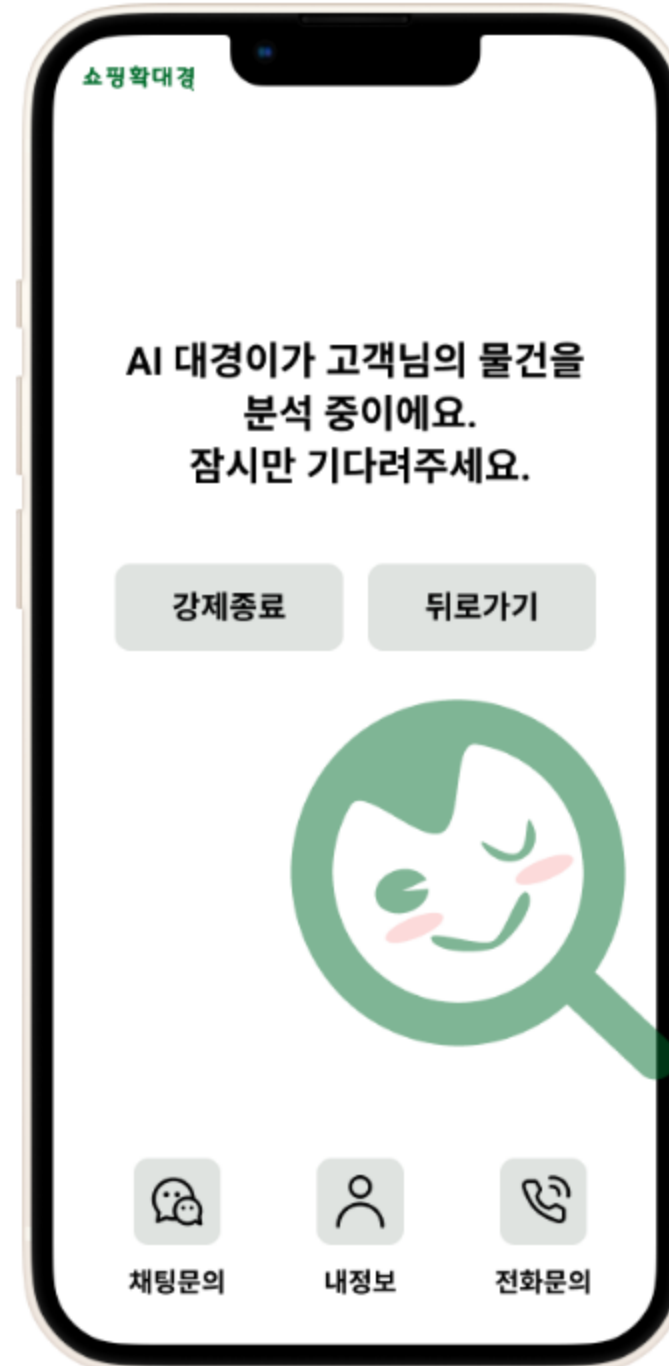 쇼핑확대경
AI 대경이가 고객님의 물건을
분석 중이에요.
잠시만 기다려주세요.
강제종료
뒤로가기
채팅문의
내정보
전화문의